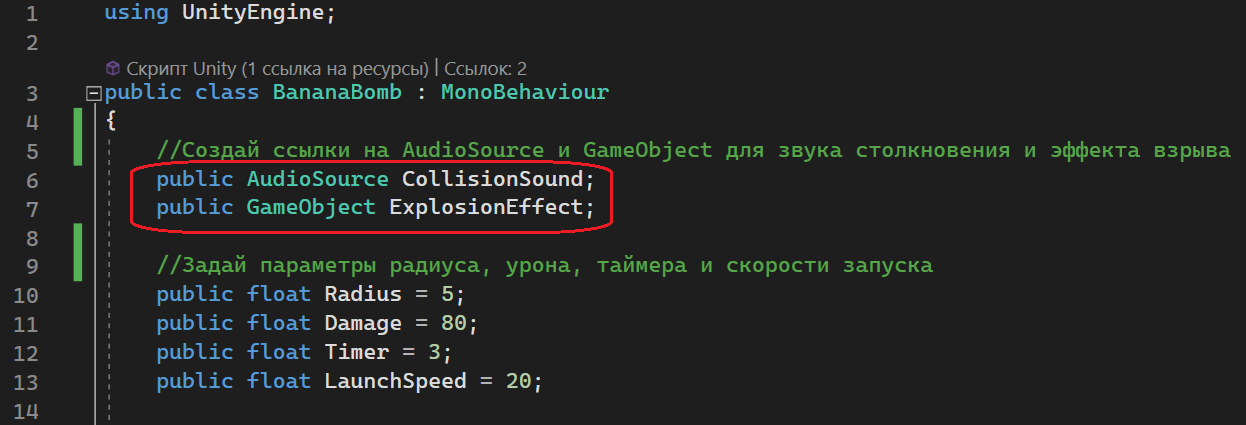 1 using UnityEngine;
2
Скрипт Unity (1 ссылка на ресурсы) | Ссылок: 2
3 public class BananaBomb : MonoBehaviour
4 {
5 //Создай ссылки на AudioSource и GameObject для звука столкновения и эффекта взрыва
6 public AudioSource CollisionSound;
7 public GameObject ExplosionEffect;
8
9 //Задай параметры радиуса, урона, таймера и скорости запуска
10 public float Radius = 5;
11 public float Damage = 80;
12 public float Timer = 3;
13 public float LaunchSpeed = 20;
14